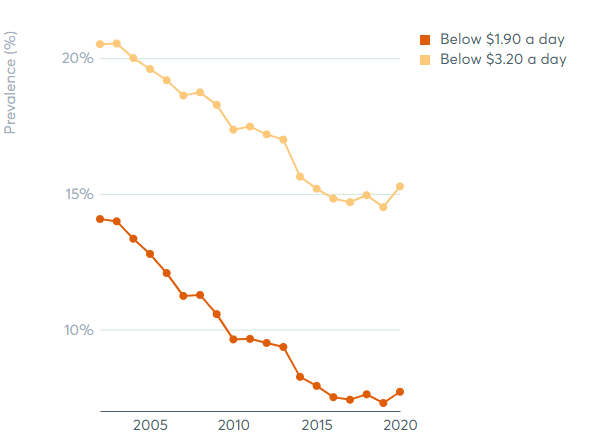 Prevalence (%)
Below $1.90 a day
Below $3.20 a day
20%
15%
10%
2005 2010 2015 2020